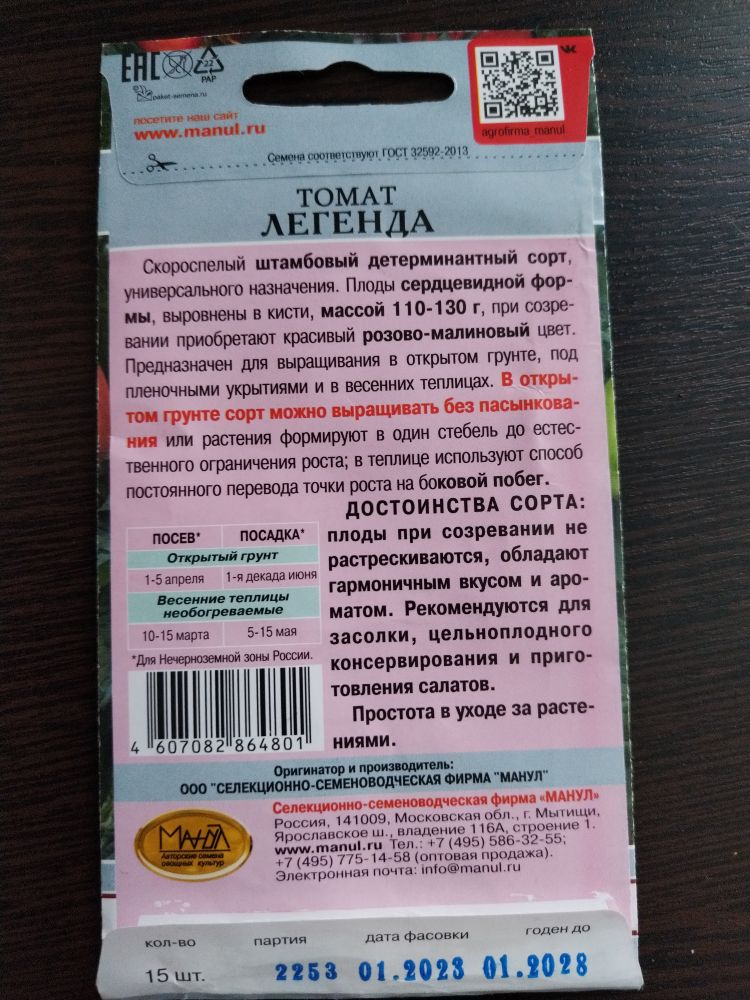 ЕАС
22
PAP
paket-semena.ru
посетите наш сайт
www.manul.ru
agrofirma_manul
Семена соответствуют ГОСТ 32592-2013
ТОМАТ
ЛЕГЕНДА
Скороспелый штамбовый детерминантный сорт,
универсального назначения. Плоды сердцевидной фор-
мы, выровнены в кисти, массой 110-130 г, при созре-
вании приобретают красивый розово-малиновый цвет.
Предназначен для выращивания в открытом грунте, под
пленочными укрытиями и в весенних теплицах. В откры-
том грунте сорт можно выращивать без пасынкова-
ния или растения формируют в один стебель до естес-
твенного ограничения роста; в теплице используют способ
постоянного перевода точки роста на боковой побег.
ДОСТОИНСТВА СОРТА:
плоды при созревании не
растрескиваются, обладают
гармоничным вкусом и аро-
матом. Рекомендуются для
засолки, цельноплодного
консервирования и приго-
товления салатов.
Простота в уходе за расте-
ниями.
ПОСЕВ* ПОСАДКА*
Открытый грунт
1-5 апреля 1-я декада июня
Весенние теплицы
необогреваемые
10-15 марта 5-15 мая
*Для Нечерноземной зоны России.
4 607082 864801
Оригинатор и производитель:
ООО "СЕЛЕКЦИОННО-СЕМЕНОВОДЧЕСКАЯ ФИРМА "МАНУЛ"
МАНУЛ
Авторские семена
овощных культур
Селекционно-семеноводческая фирма «МАНУЛ»
Россия, 141009, Московская обл., г. Мытищи,
Ярославское ш., владение 116А, строение 1.
www.manul.ru Тел.: +7 (495) 586-32-55;
+7 (495) 775-14-58 (оптовая продажа).
Электронная почта: info@manul.ru
кол-во партия дата фасовки годен до
15 шт. 2253 01.2023 01.2028